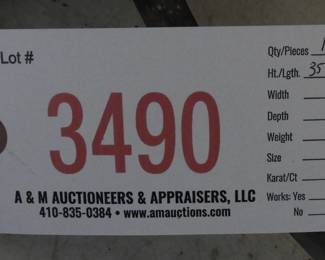 Lot #
3490
A & M AUCTIONEERS & APPRAISERS, LLC
410-835-0384 • www.amauctions.com
Qty/Pieces
Ht./Lgth. 35
Width
Depth
Weight
Size
Karat/Ct
Works: Yes
No